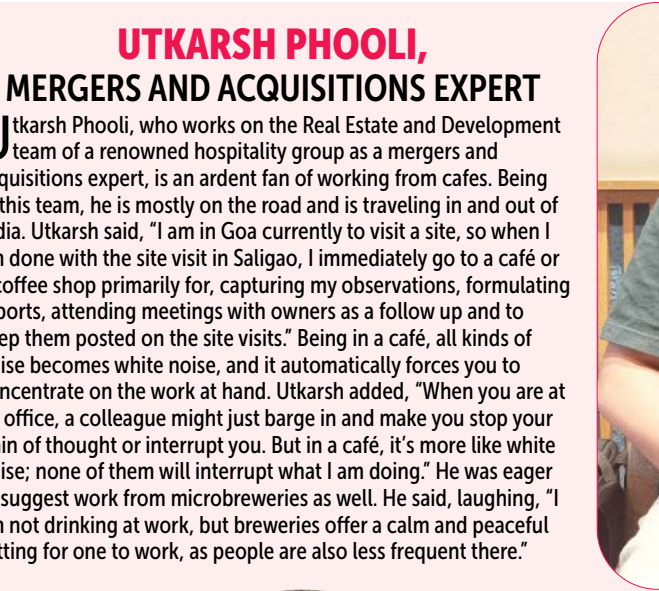 UTKARSH PHOOLI,
MERGERS AND ACQUISITIONS EXPERT
Utkarsh Phooli, who works on the Real Estate and Development
team of a renowned hospitality group as a mergers and
quisitions expert, is an ardent fan of working from cafes. Being
this team, he is mostly on the road and is traveling in and out of
dia. Utkarsh said, “I am in Goa currently to visit a site, so when I
done with the site visit in Saligao, I immediately go to a café or
coffee shop primarily for, capturing my observations, formulating
ports, attending meetings with owners as a follow up and to
ep them posted on the site visits.” Being in a café, all kinds of
ise becomes white noise, and it automatically forces you to
ncentrate on the work at hand. Utkarsh added, “When you are at
office, a colleague might just barge in and make you stop your
in of thought or interrupt you. But in a café, it’s more like white
ise; none of them will interrupt what I am doing.” He was eager
suggest work from microbreweries as well. He said, laughing, “I
not drinking at work, but breweries offer a calm and peaceful
tting for one to work, as people are also less frequent there.”